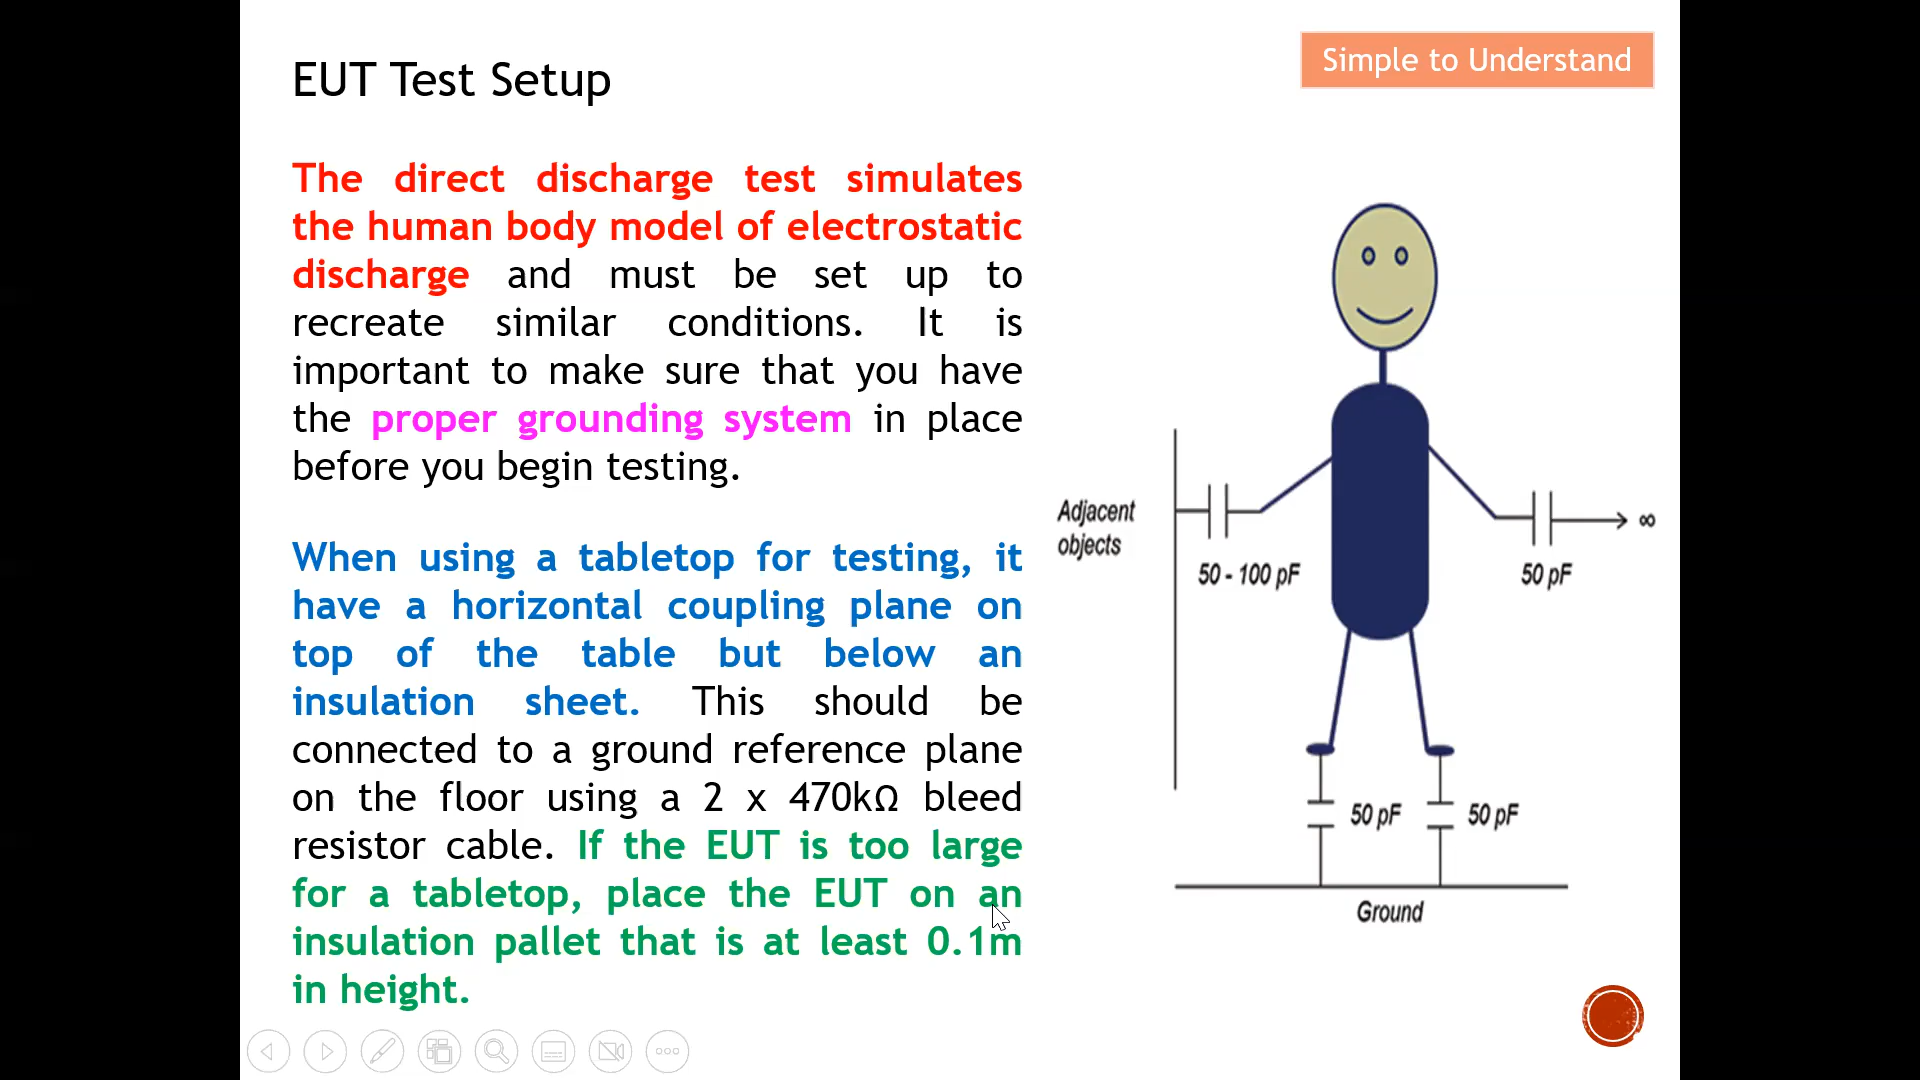 EUT Test Setup
Simple to Understand
The direct discharge test simulates
the human body model of electrostatic
discharge and must be set up to
recreate similar conditions. It is
important to make sure that you have
the proper grounding system in place
before you begin testing.
When using a tabletop for testing, it
have a horizontal coupling plane on
top of the table but below an
insulation sheet. This should be
connected to a ground reference plane
on the floor using a 2 x 470kΩ bleed
resistor cable. If the EUT is too large
for a tabletop, place the EUT on an
insulation pallet that is at least 0.1m
in height.
Adjacent
objects
50 - 100 pF
50 pF
∞
50 pF
50 pF
Ground